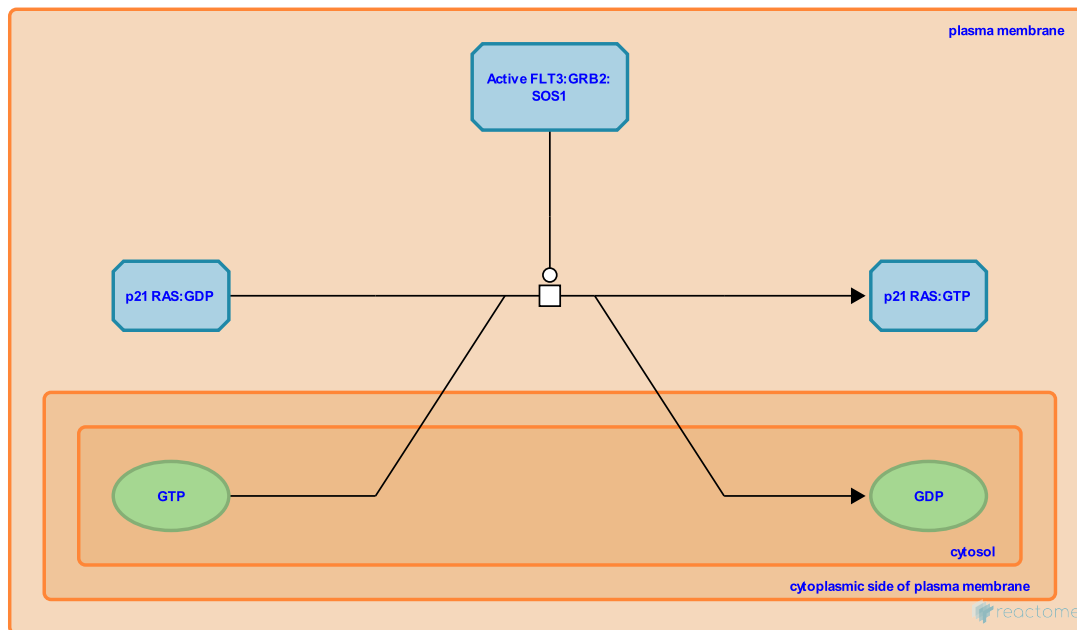 plasma membrane
Active FLT3:GRB2:
SOS1
p21 RAS:GDP
p21 RAS:GTP
GTP
GDP
cytosol
cytoplasmic side of plasma membrane
reactome